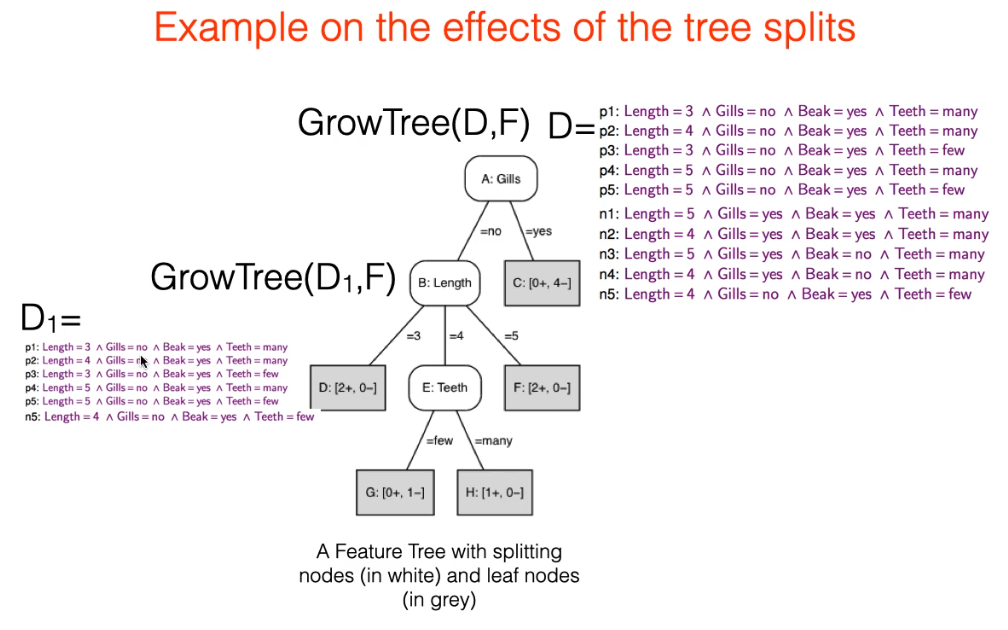 Example on the effects of the tree splits
GrowTree(D,F) D=
p1: Length = 3 ∧ Gills = no ∧ Beak = yes ∧ Teeth = many
p2: Length = 4 ∧ Gills = no ∧ Beak = yes ∧ Teeth = many
p3: Length = 3 ∧ Gills = no ∧ Beak = yes ∧ Teeth = few
p4: Length = 5 ∧ Gills = no ∧ Beak = yes ∧ Teeth = many
p5: Length = 5 ∧ Gills = no ∧ Beak = yes ∧ Teeth = few
n1: Length = 5 ∧ Gills = yes ∧ Beak = yes ∧ Teeth = many
n2: Length = 4 ∧ Gills = yes ∧ Beak = yes ∧ Teeth = many
n3: Length = 5 ∧ Gills = yes ∧ Beak = no ∧ Teeth = many
n4: Length = 4 ∧ Gills = yes ∧ Beak = no ∧ Teeth = many
n5: Length = 4 ∧ Gills = no ∧ Beak = yes ∧ Teeth = few
A: Gills
=no =yes
GrowTree(D₁,F)
B: Length
C: [0+, 4−]
D₁=
p1: Length = 3 ∧ Gills = no ∧ Beak = yes ∧ Teeth = many
p2: Length = 4 ∧ Gills = ∧ Beak = yes ∧ Teeth = many
p3: Length = 3 ∧ Gills = no ∧ Beak = yes ∧ Teeth = few
p4: Length = 5 ∧ Gills = no ∧ Beak = yes ∧ Teeth = many
p5: Length = 5 ∧ Gills = no ∧ Beak = yes ∧ Teeth = few
n5: Length = 4 ∧ Gills = no ∧ Beak = yes ∧ Teeth = few
=3 =4 =5
D: [2+, 0−]
E: Teeth
F: [2+, 0−]
=few =many
G: [0+, 1−]
H: [1+, 0−]
A Feature Tree with splitting
nodes (in white) and leaf nodes
(in grey)